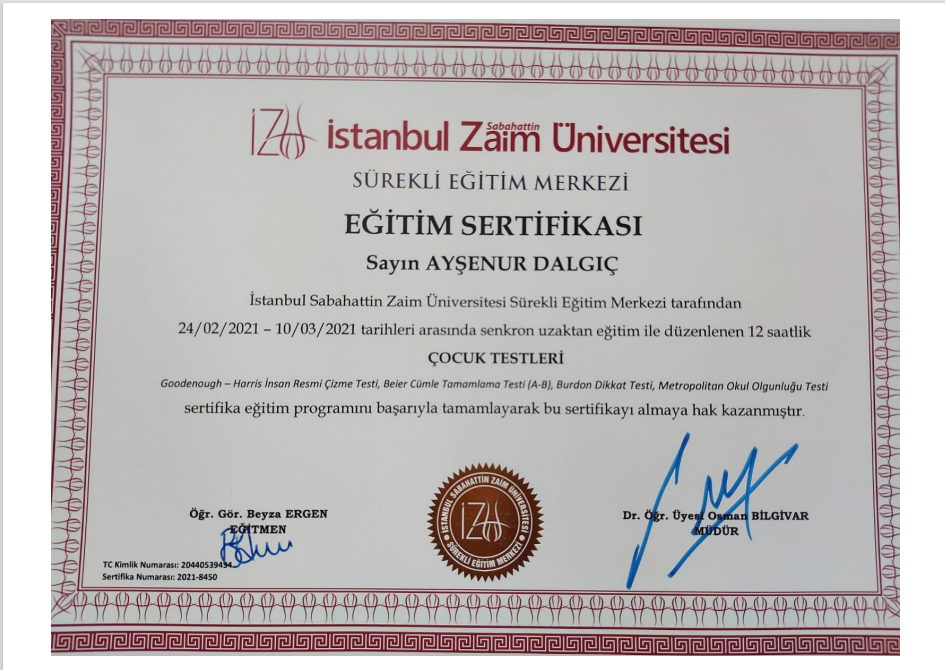 İZÜ İstanbul Sabahattin Zaim Üniversitesi
SÜREKLİ EĞİTİM MERKEZİ
EĞİTİM SERTİFİKASI
Sayın AYŞENUR DALGIÇ
İstanbul Sabahattin Zaim Üniversitesi Sürekli Eğitim Merkezi tarafından
24/02/2021 – 10/03/2021 tarihleri arasında senkron uzaktan eğitim ile düzenlenen 12 saatlik
ÇOCUK TESTLERİ
Goodenough – Harris İnsan Resmi Çizme Testi, Beier Cümle Tamamlama Testi (A-B), Burdon Dikkat Testi, Metropolitan Okul Olgunluğu Testi
sertifika eğitim programını başarıyla tamamlayarak bu sertifikayı almaya hak kazanmıştır.
Öğr. Gör. Beyza ERGEN
EĞİTMEN
İSTANBUL SABAHATTİN ZAİM ÜNİVERSİTESİ
İZÜ
SÜREKLİ EĞİTİM MERKEZİ
Dr. Öğr. Üyesi Osman BİLGİVAR
MÜDÜR
TC Kimlik Numarası: 20440539494
Sertifika Numarası: 2021-8450